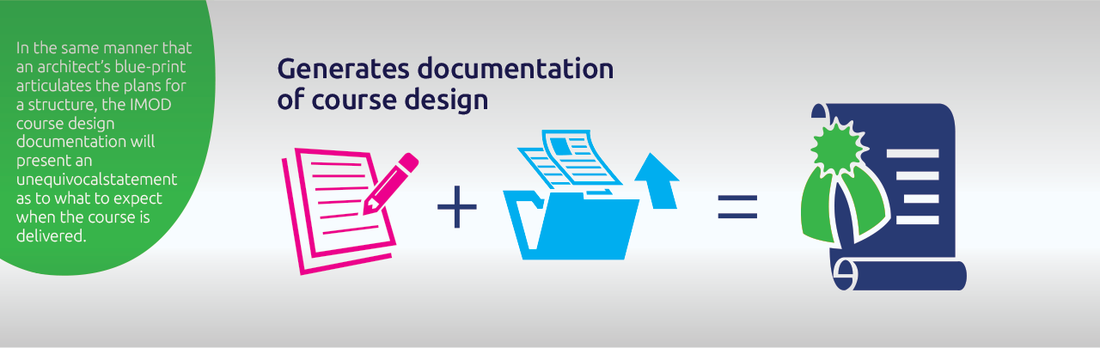 In the same manner that
an architect's blue-print
articulates the plans for
a structure, the IMOD
course design
documentation will
present an
unequivocalstatement
as to what to expect
when the course is
delivered.
Generates documentation
of course design